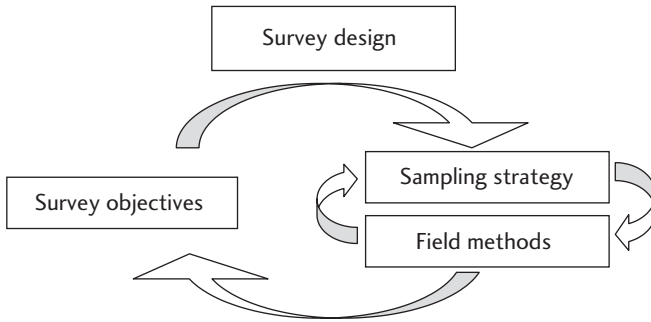 Survey design
Sampling strategy
Survey objectives
Field methods